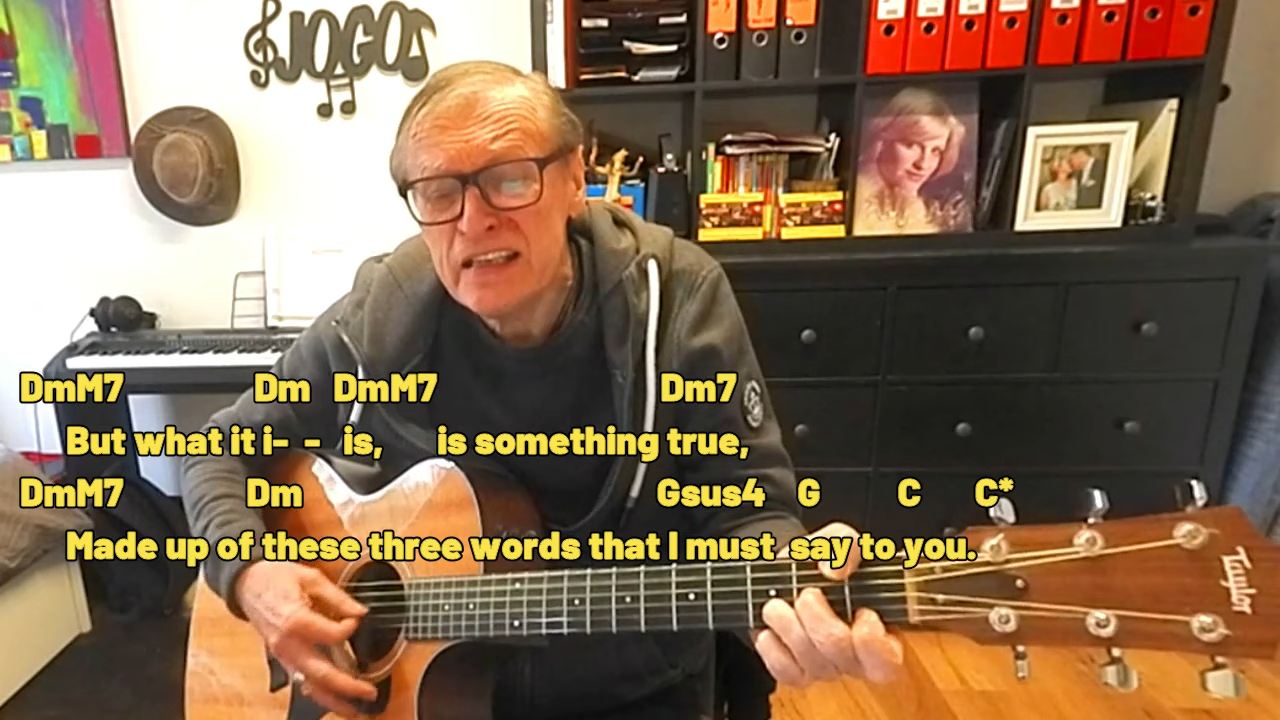 JOGOS
DmM7 Dm DmM7 Dm7
But what it i- - is, is something true,
DmM7 Dm Gsus4 G C C*
Made up of these three words that I must say to you.
Taylor